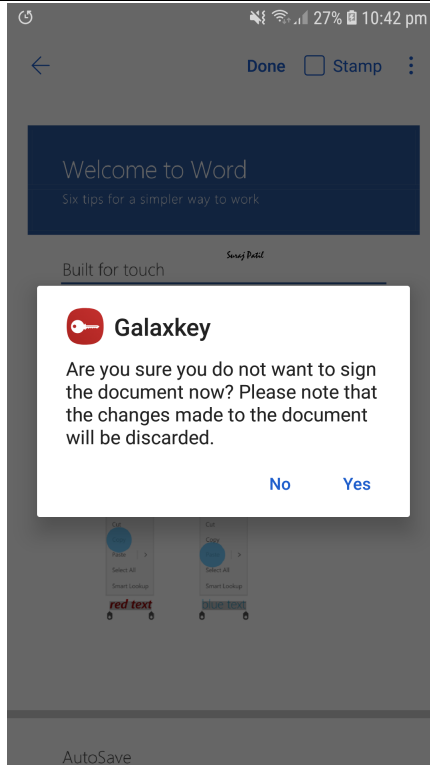 27% 10:42 pm
Done Stamp
Welcome to Word
Six tips for a simpler way to work
Suraj Patil
Built for touch
Galaxkey
Are you sure you do not want to sign
the document now? Please note that
the changes made to the document
will be discarded.
No Yes
Cut Cut
Copy
Paste
Select All Select All
Smart Lookup Smart Lookup
red text blue text
AutoSave